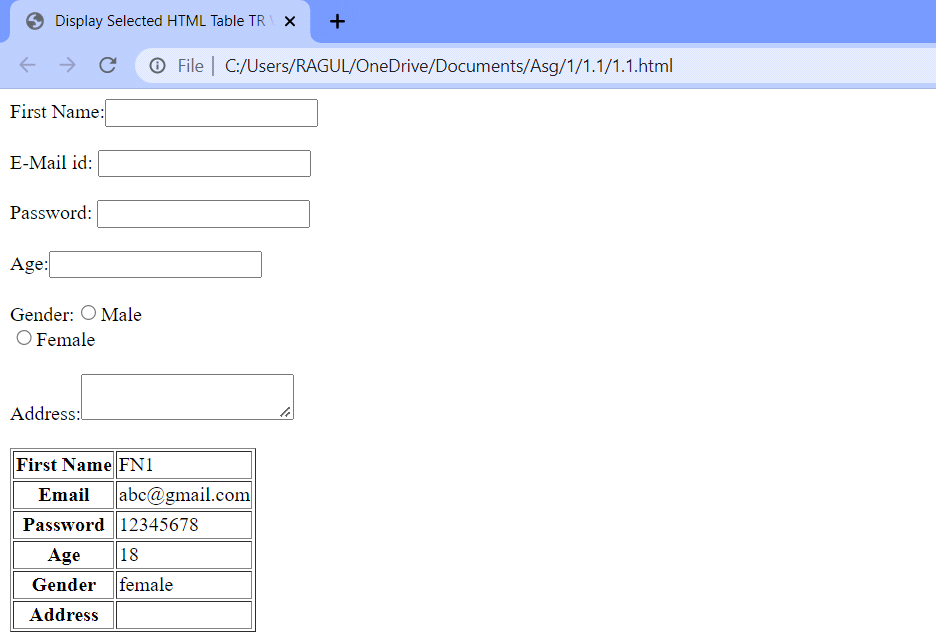 Display Selected HTML Table TR
File | C:/Users/RAGUL/OneDrive/Documents/Asg/1/1.1/1.1.html
First Name:
E-Mail id:
Password:
Age:
Gender: Male
Female
Address:
First Name FN1
Email abc@gmail.com
Password 12345678
Age 18
Gender female
Address